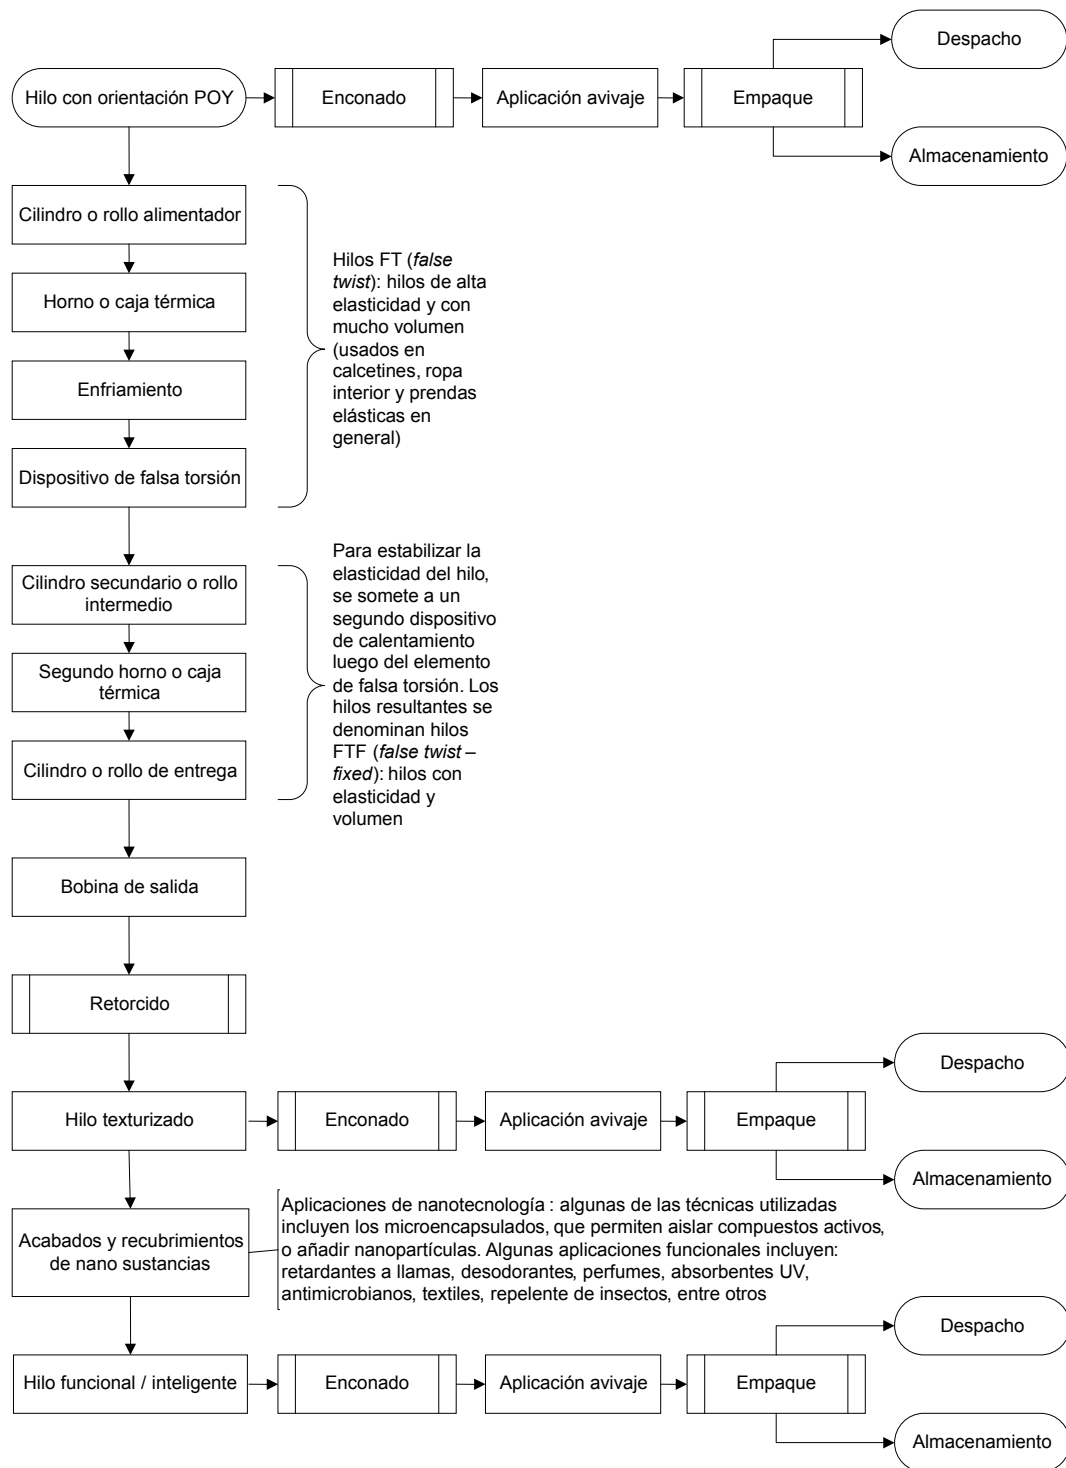 Despacho
Hilo con orientación POY
Enconado
Aplicación avivaje
Empaque
Almacenamiento
Cilindro o rollo alimentador
Horno o caja térmica
Enfriamiento
Dispositivo de falsa torsión
Hilos FT (false
twist): hilos de alta
elasticidad y con
mucho volumen
(usados en
calcetines, ropa
interior y prendas
elásticas en
general)
Cilindro secundario o rollo
intermedio
Segundo horno o caja
térmica
Cilindro o rollo de entrega
Para estabilizar la
elasticidad del hilo,
se somete a un
segundo dispositivo
de calentamiento
luego del elemento
de falsa torsión. Los
hilos resultantes se
denominan hilos
FTF (false twist –
fixed): hilos con
elasticidad y
volumen
Bobina de salida
Retorcido
Despacho
Hilo texturizado
Enconado
Aplicación avivaje
Empaque
Almacenamiento
Acabados y recubrimientos
de nano sustancias
Aplicaciones de nanotecnología : algunas de las técnicas utilizadas
incluyen los microencapsulados, que permiten aislar compuestos activos,
o añadir nanopartículas. Algunas aplicaciones funcionales incluyen:
retardantes a llamas, desodorantes, perfumes, absorbentes UV,
antimicrobianos, textiles, repelente de insectos, entre otros
Despacho
Hilo funcional / inteligente
Enconado
Aplicación avivaje
Empaque
Almacenamiento